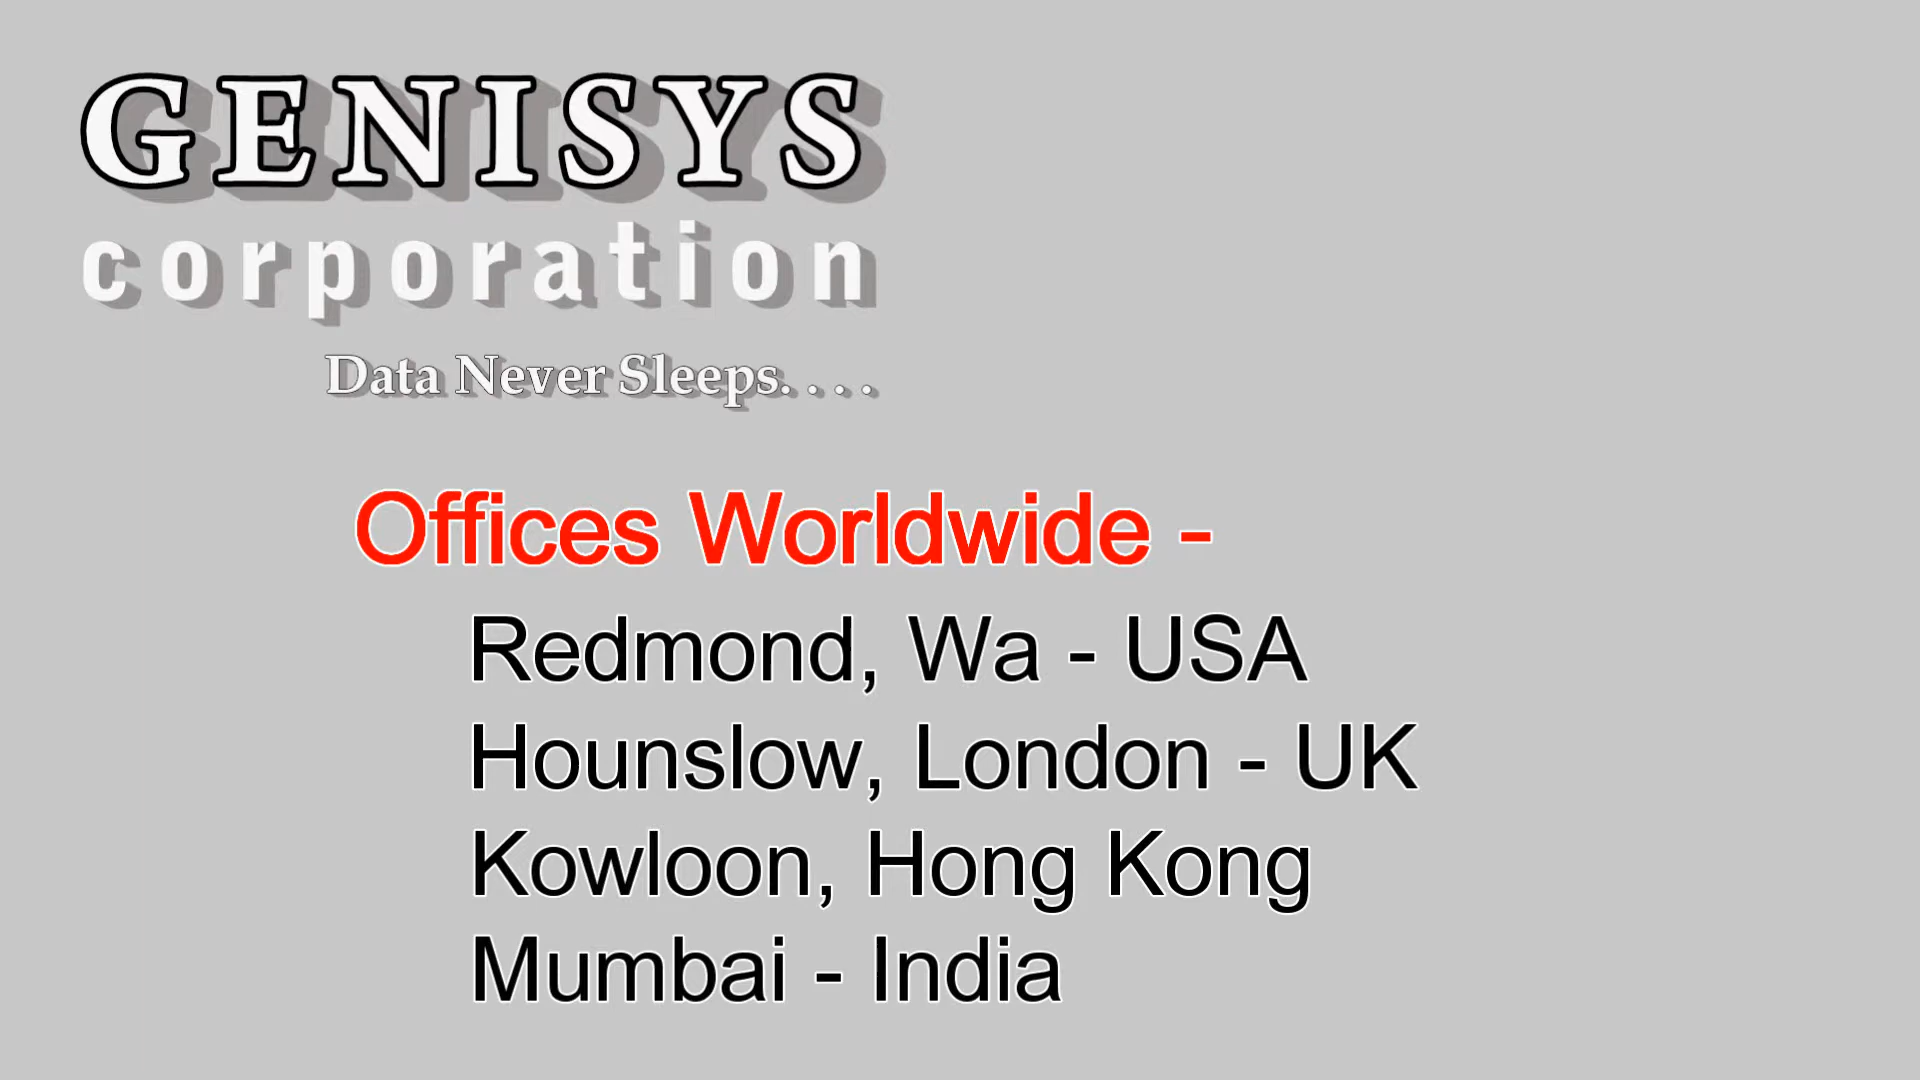 GENISYS
corporation
Data Never Sleeps. . . .
Offices Worldwide -
Redmond, Wa - USA
Hounslow, London - UK
Kowloon, Hong Kong
Mumbai - India